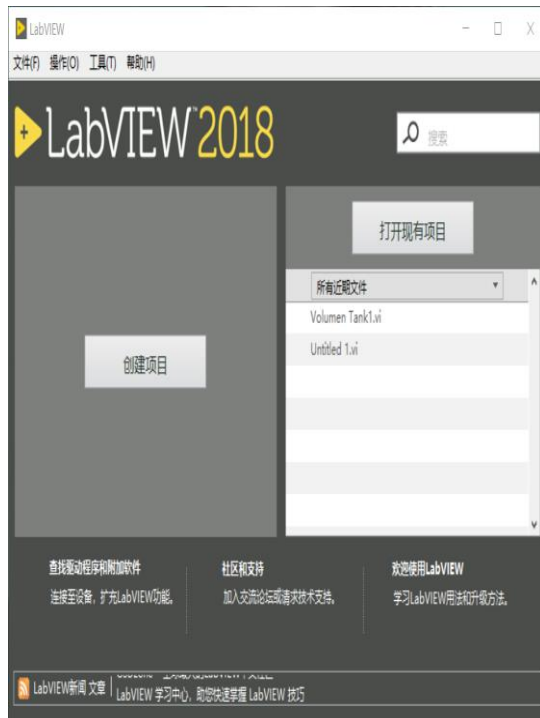 LabVIEW
文件(F) 操作(O) 工具(T) 帮助(H)
LabVIEW™ 2018
搜索
打开现有项目
所有近期文件
Volumen Tank1.vi
Untitled 1.vi
创建项目
查找驱动程序和附加软件
连接至设备，扩充LabVIEW功能。
社区和支持
加入交流论坛或请求技术支持。
欢迎使用LabVIEW
学习LabVIEW用法和升级方法。
LabVIEW新闻 文章
LabVIEW 学习中心，助您快速掌握 LabVIEW 技巧